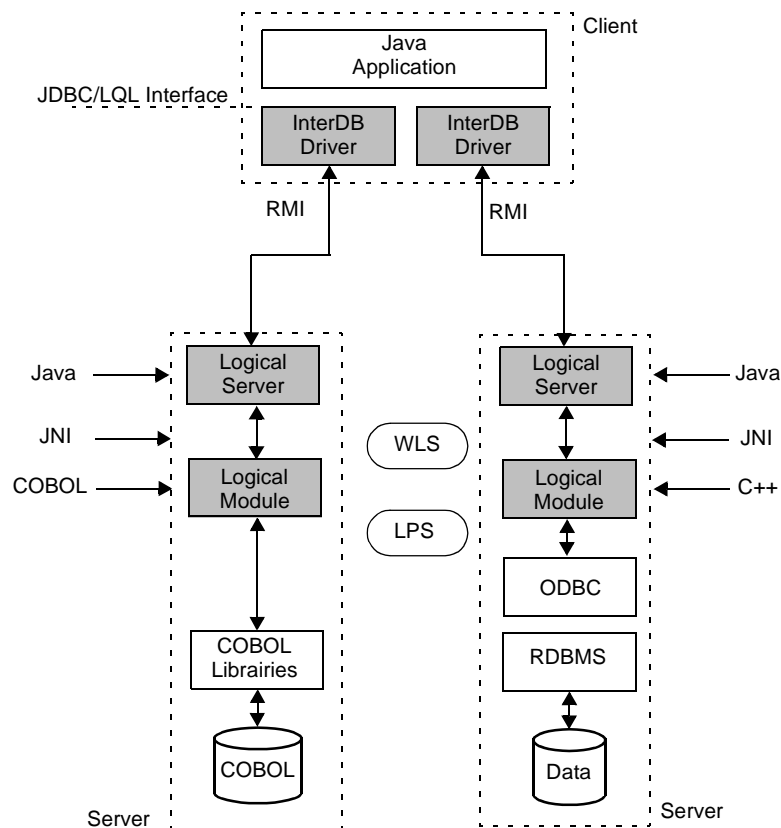 Client
Java
Application
JDBC/LQL Interface
InterDB
Driver
InterDB
Driver
RMI
RMI
Logical
Server
Logical
Server
Java
Java
JNI
WLS
JNI
COBOL
Logical
Module
Logical
Module
C++
LPS
ODBC
COBOL
Librairies
RDBMS
COBOL
Data
Server
Server